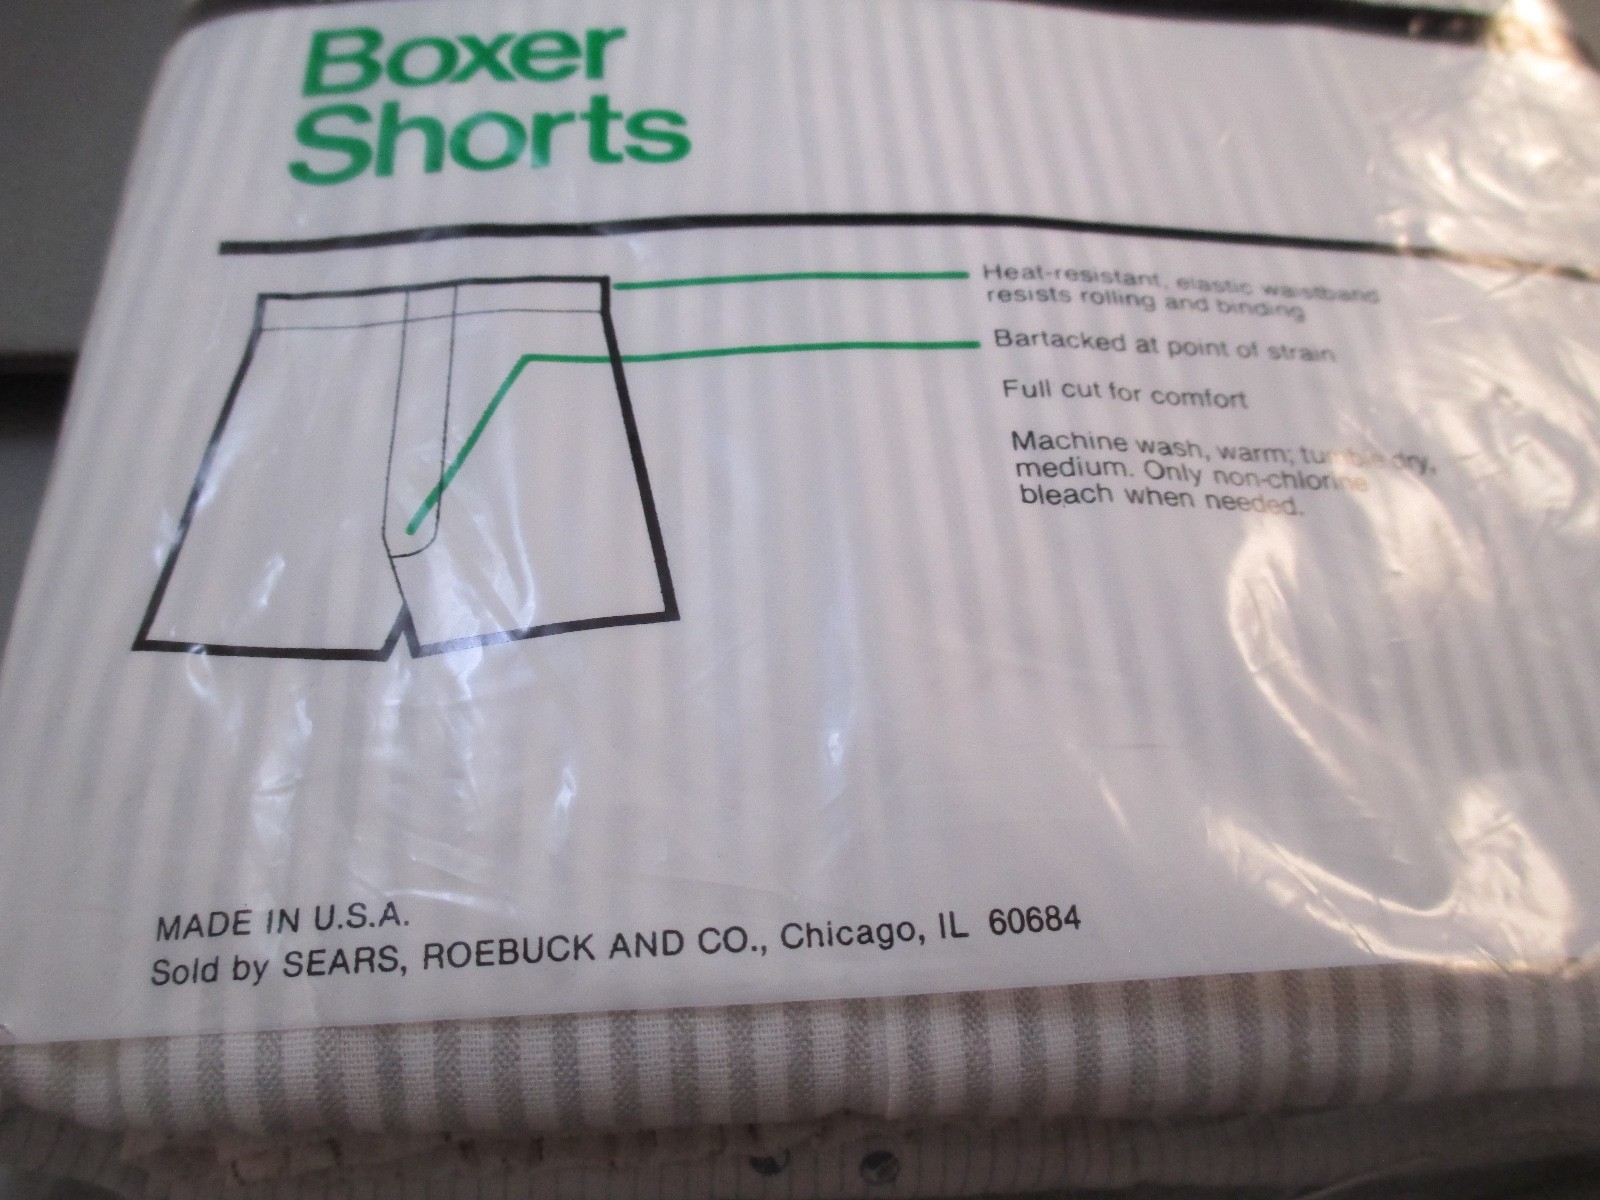 Boxer
Shorts
Heat-resistant, elastic waistband
resists rolling and binding
Bartacked at point of strain
Full cut for comfort
Machine wash, warm; tumble dry,
medium. Only non-chlorine
bleach when needed.
MADE IN U.S.A.
Sold by SEARS, ROEBUCK AND CO., Chicago, IL 60684